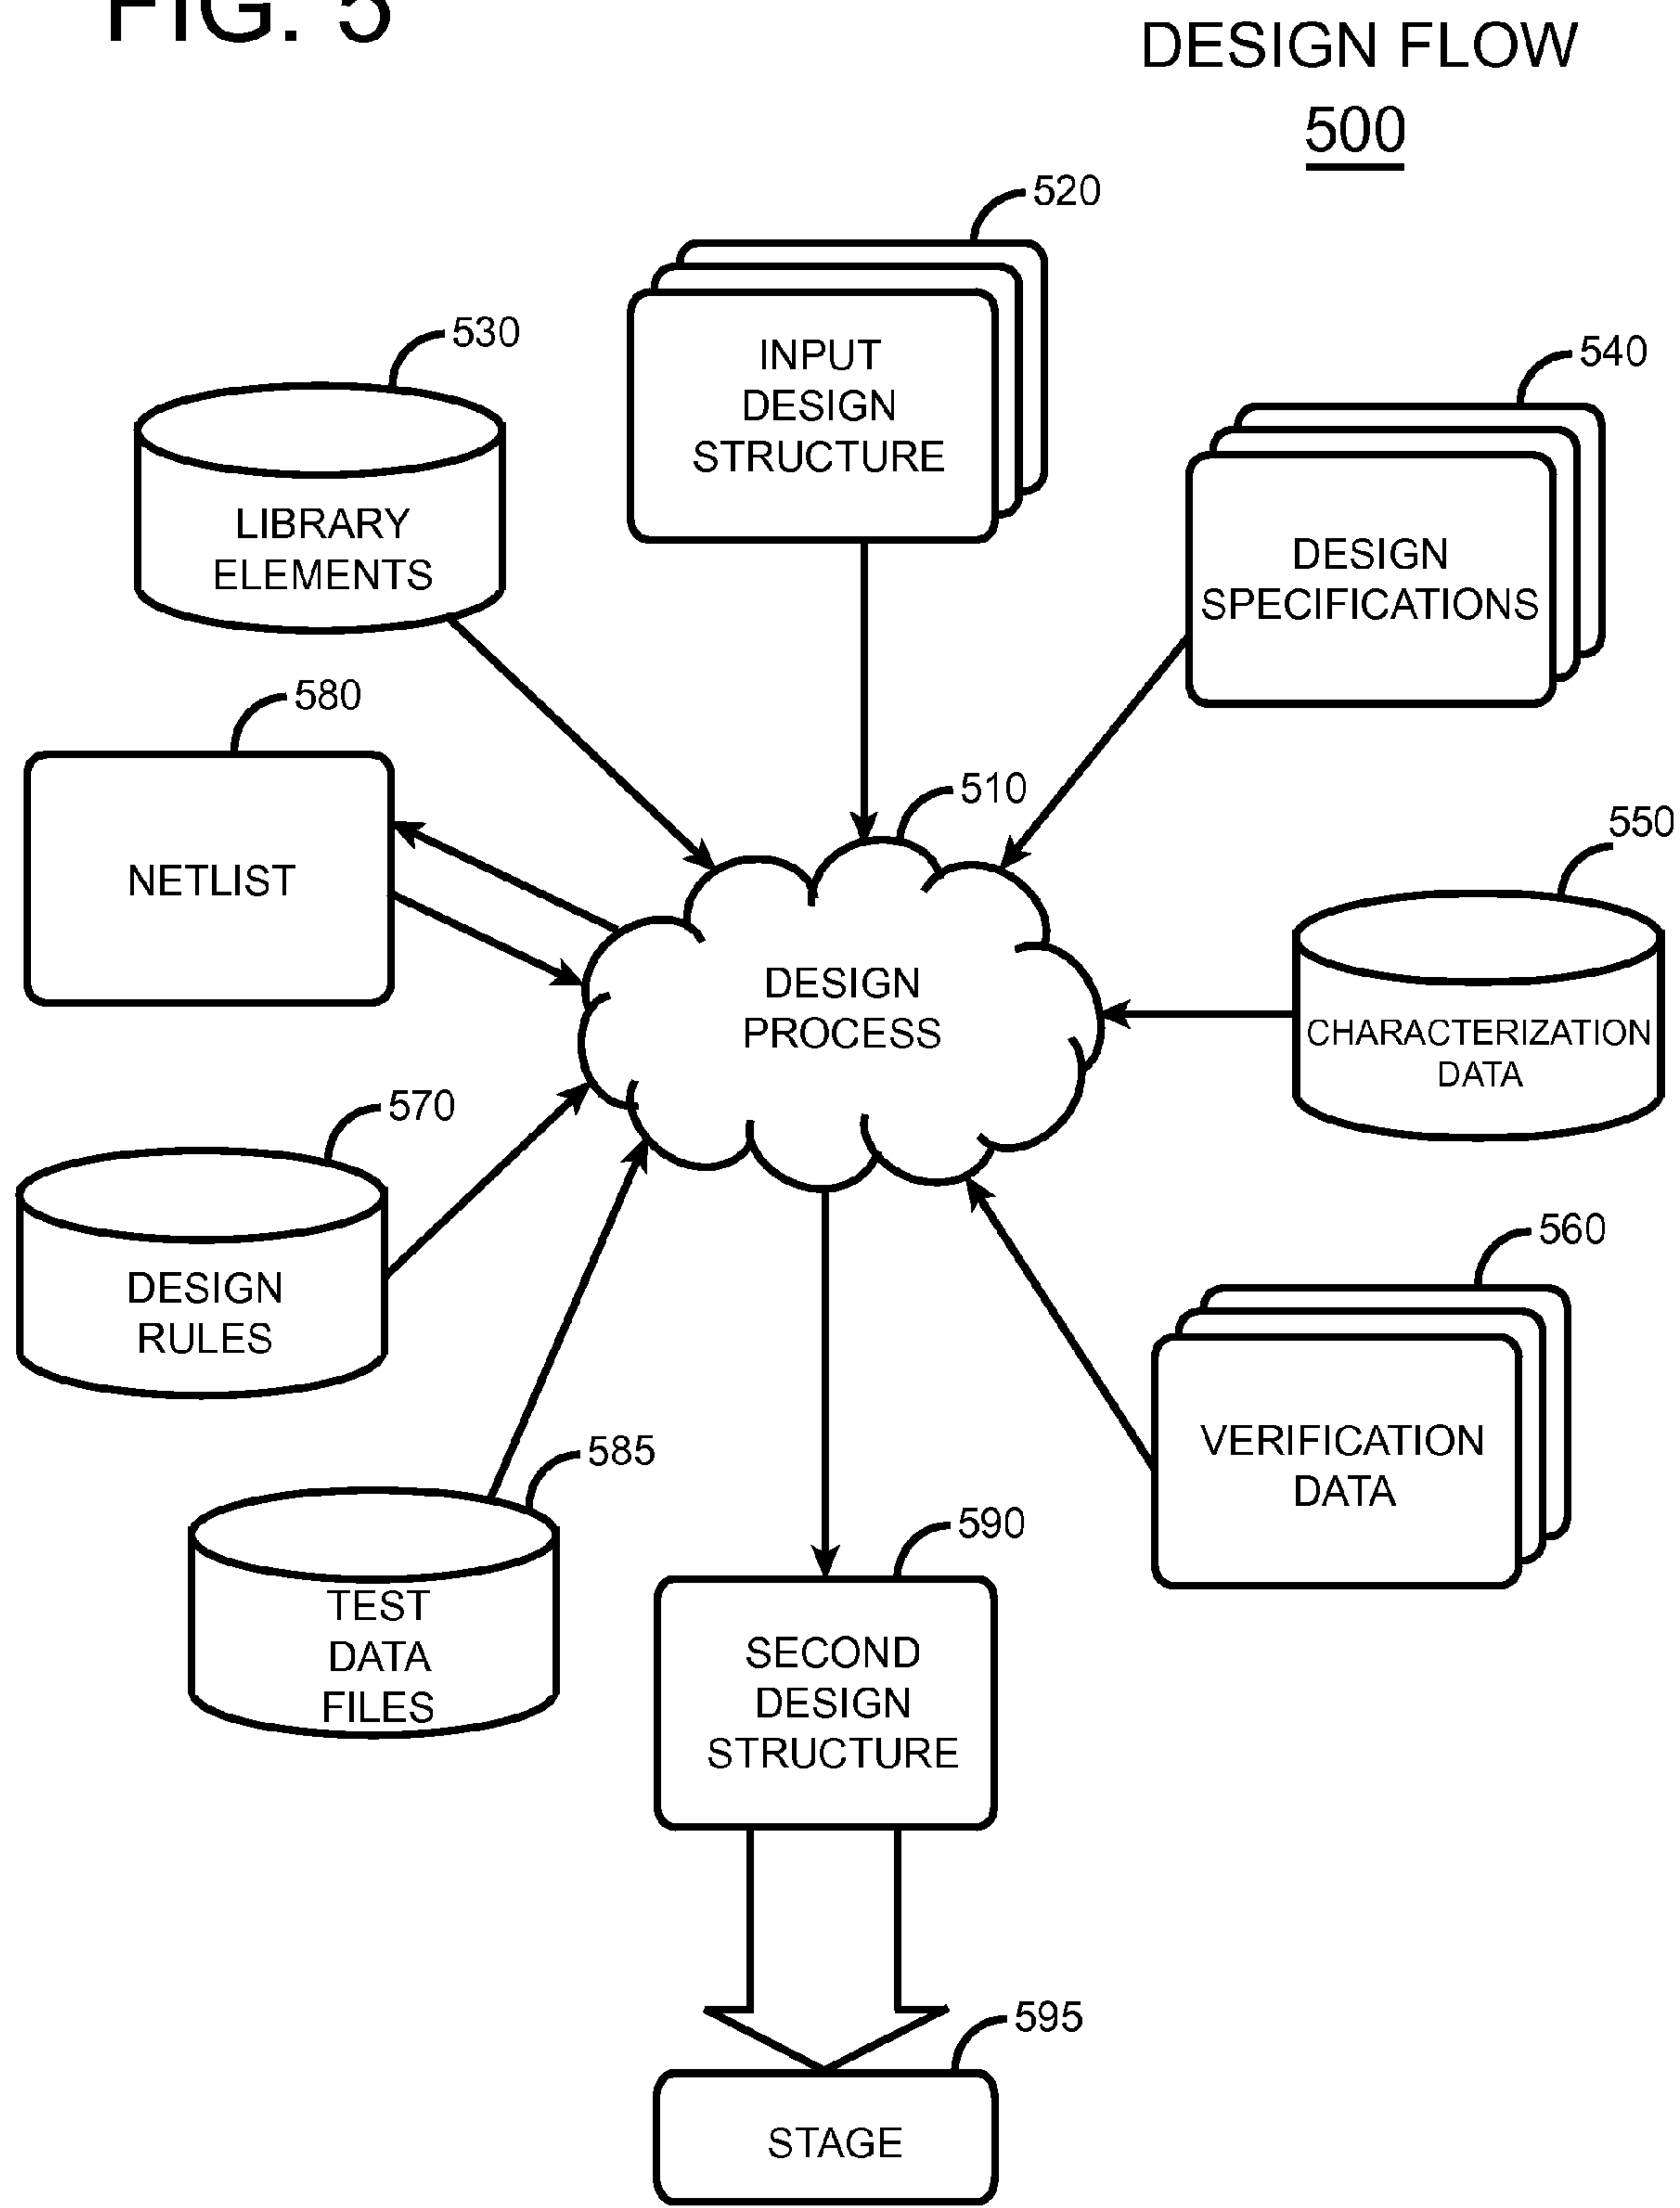 FIG. 5
DESIGN FLOW
500
520
INPUT
DESIGN
STRUCTURE
530
LIBRARY
ELEMENTS
540
DESIGN
SPECIFICATIONS
580
NETLIST
510
DESIGN
PROCESS
550
CHARACTERIZATION
DATA
570
DESIGN
RULES
560
VERIFICATION
DATA
585
TEST
DATA
FILES
590
SECOND
DESIGN
STRUCTURE
595
STAGE